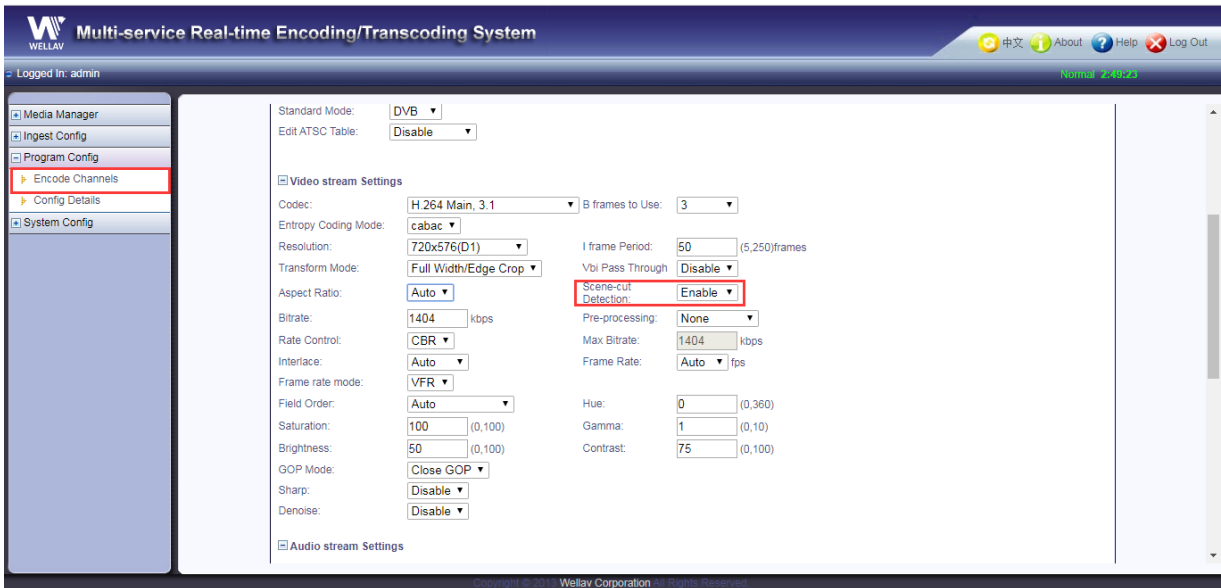 WELLAV
Multi-service Real-time Encoding/Transcoding System
中文 About Help Log Out
Logged In: admin
Normal 2:49:23
Media Manager
Ingest Config
Program Config
Encode Channels
Config Details
System Config
Standard Mode: DVB
Edit ATSC Table: Disable
Video stream Settings
Codec: H.264 Main, 3.1 B frames to Use: 3
Entropy Coding Mode: cabac
Resolution: 720x576(D1) I frame Period: 50 (5,250)frames
Transform Mode: Full Width/Edge Crop Vbi Pass Through Disable
Aspect Ratio: Auto Scene-cut Detection: Enable
Bitrate: 1404 kbps Pre-processing: None
Rate Control: CBR Max Bitrate: 1404 kbps
Interlace: Auto Frame Rate: Auto fps
Frame rate mode: VFR
Field Order: Auto Hue: 0 (0,360)
Saturation: 100 (0,100) Gamma: 1 (0,10)
Brightness: 50 (0,100) Contrast: 75 (0,100)
GOP Mode: Close GOP
Sharp: Disable
Denoise: Disable
Audio stream Settings
Copyright © 2013 Wellav Corporation All Rights Reserved.